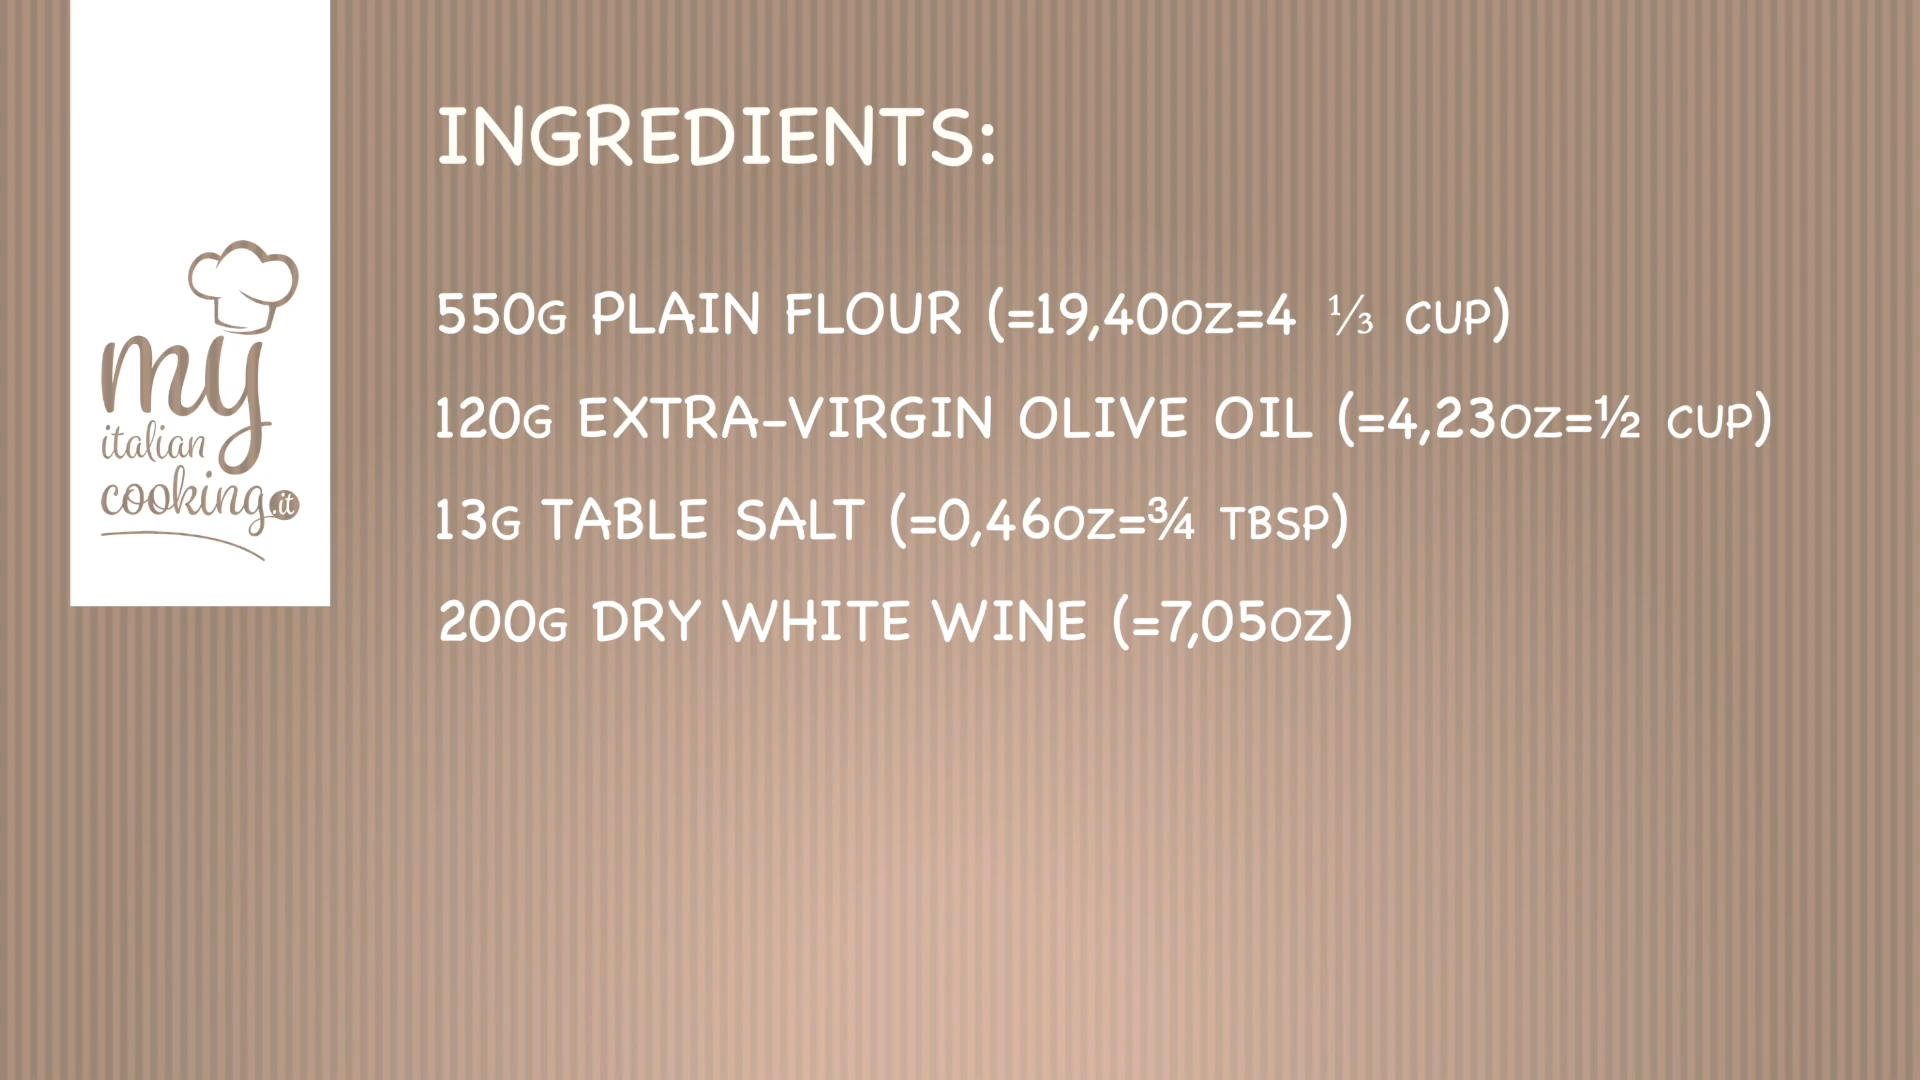 INGREDIENTS:
my
italian
cooking.it
550G PLAIN FLOUR (=19,40OZ=4 ⅓ CUP)
120G EXTRA-VIRGIN OLIVE OIL (=4,23OZ=½ CUP)
13G TABLE SALT (=0,46OZ=¾ TBSP)
200G DRY WHITE WINE (=7,05OZ)